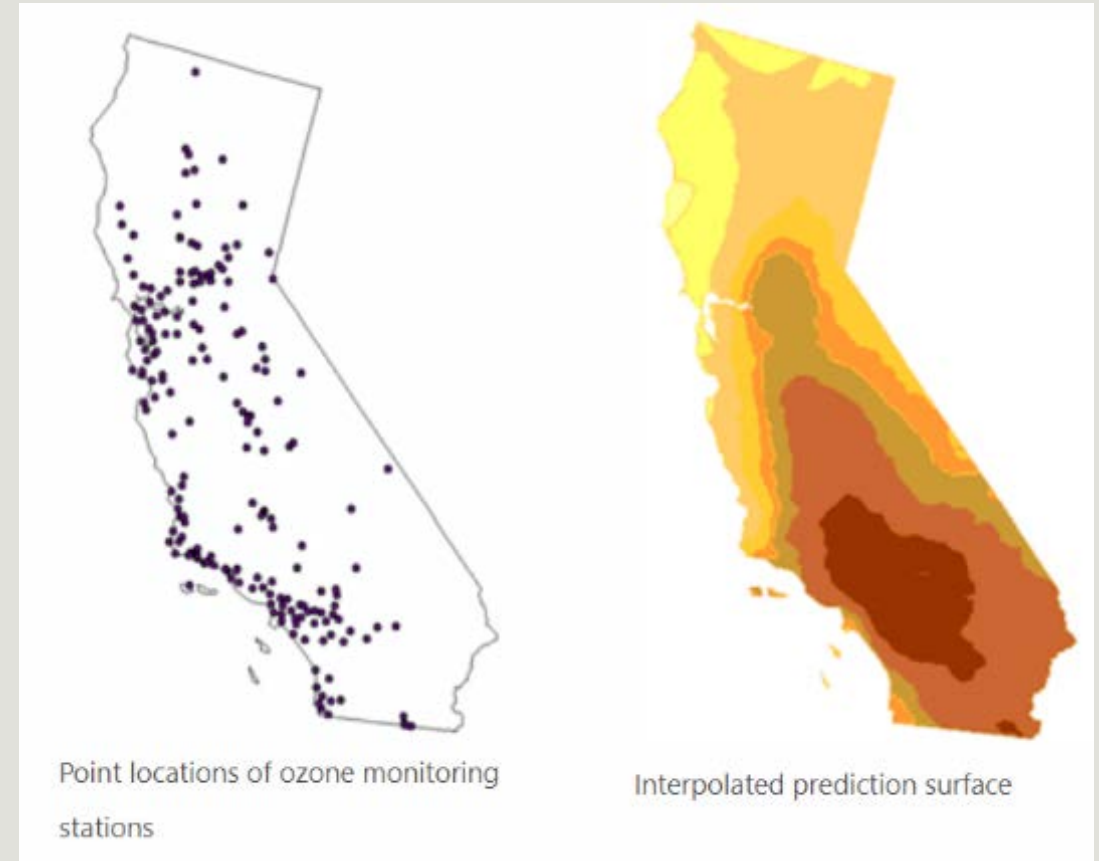 Point locations of ozone monitoring
stations
Interpolated prediction surface